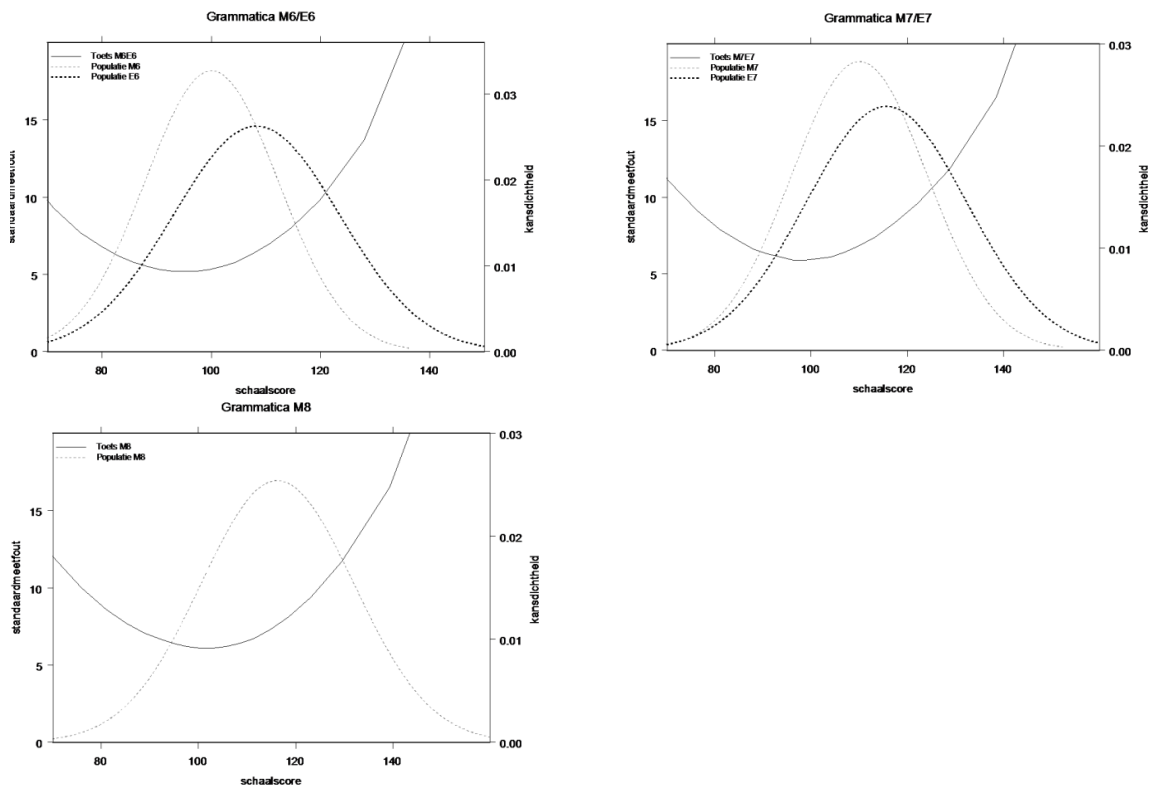 Grammatica M6/E6
Toets M6E6
Populatie M6
Populatie E6
standaardmeetfout
15
10
5
0
0.03
0.02
0.01
0.00
kansdichtheid
80 100 120 140
schaalscore
Grammatica M7/E7
Toets M7E7
Populatie M7
Populatie E7
standaardmeetfout
15
10
5
0
0.03
0.02
0.01
0.00
kansdichtheid
80 100 120 140
schaalscore
Grammatica M8
Toets M8
Populatie M8
standaardmeetfout
15
10
5
0
0.03
0.02
0.01
0.00
kansdichtheid
80 100 120 140
schaalscore